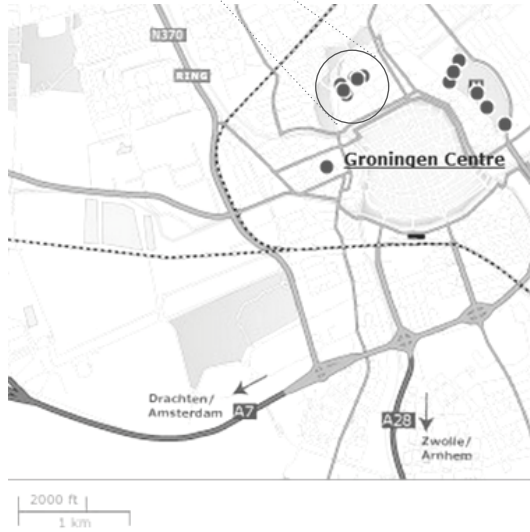 N370
RING
Groningen Centre
Drachten/
Amsterdam
A7
A28
Zwolle/
Arnhem
2000 ft
1 km